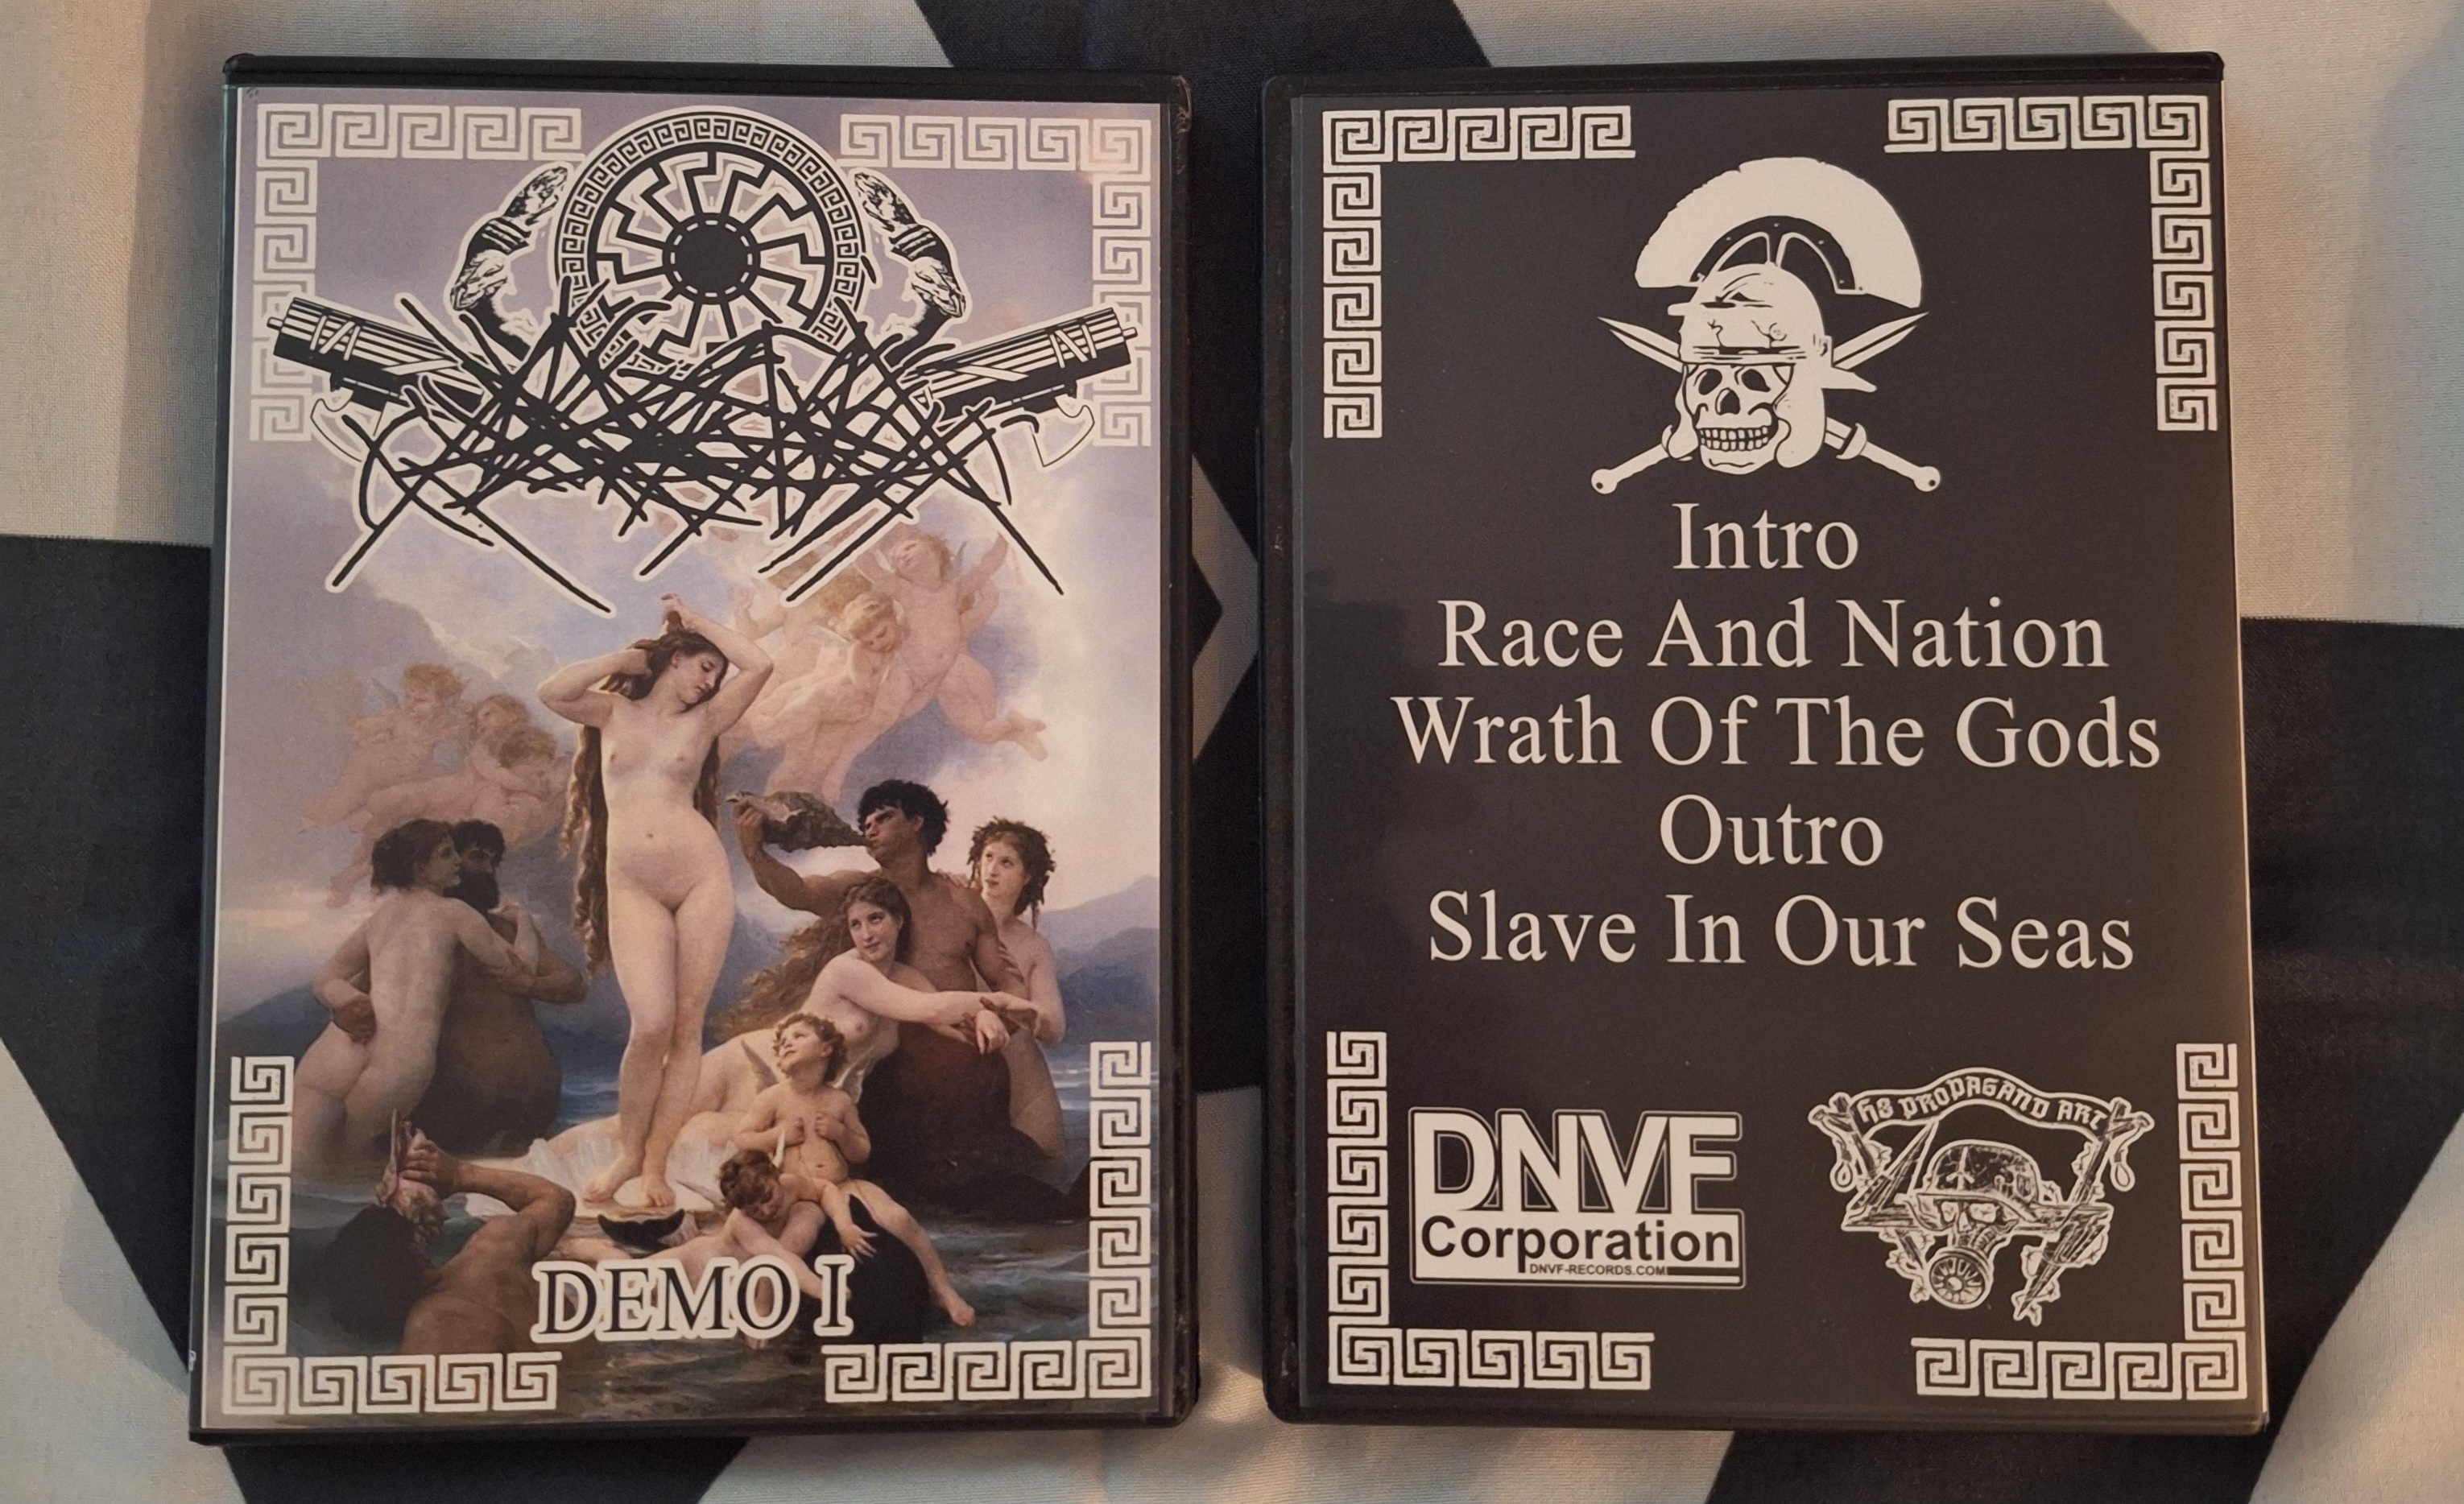 DEMO I
Intro
Race And Nation
Wrath Of The Gods
Outro
Slave In Our Seas
DNVF
Corporation
DNVF-RECORDS.COM
HS PROPAGAND ART